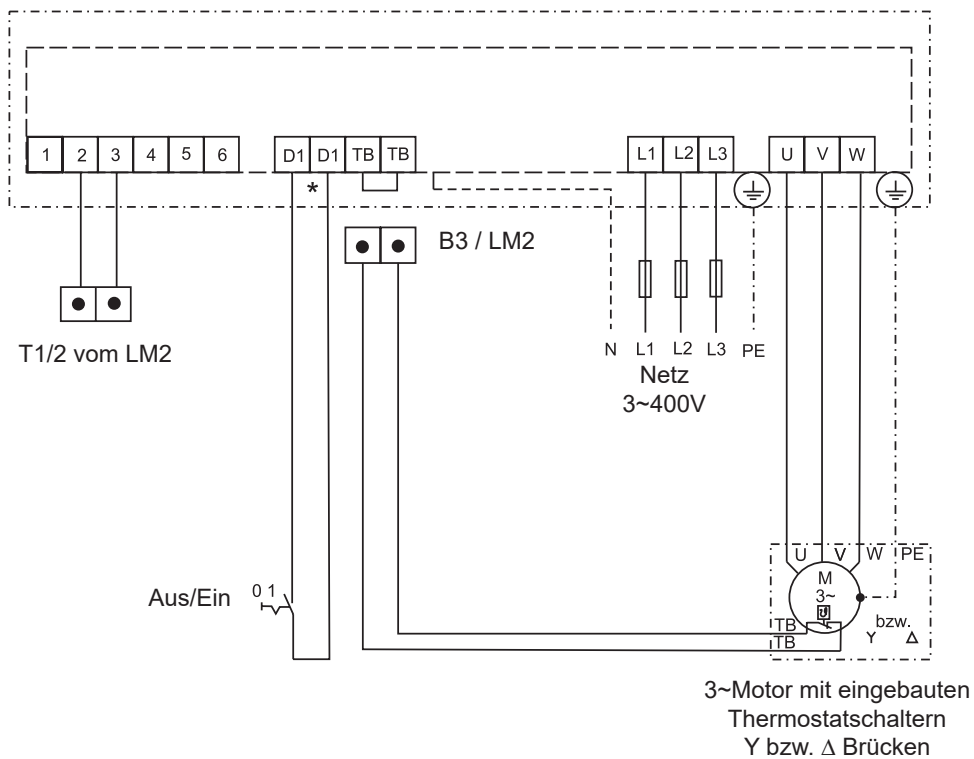 1 2 3 4 5 6 D1 D1 TB TB L1 L2 L3 U V W
*
B3 / LM2
T1/2 vom LM2
N L1 L2 L3 PE
Netz
3~400V
U V W PE
M
3~
Aus/Ein 0 1
bzw.
Y Δ
TB
TB
3~Motor mit eingebauten
Thermostatschaltern
Y bzw. Δ Brücken